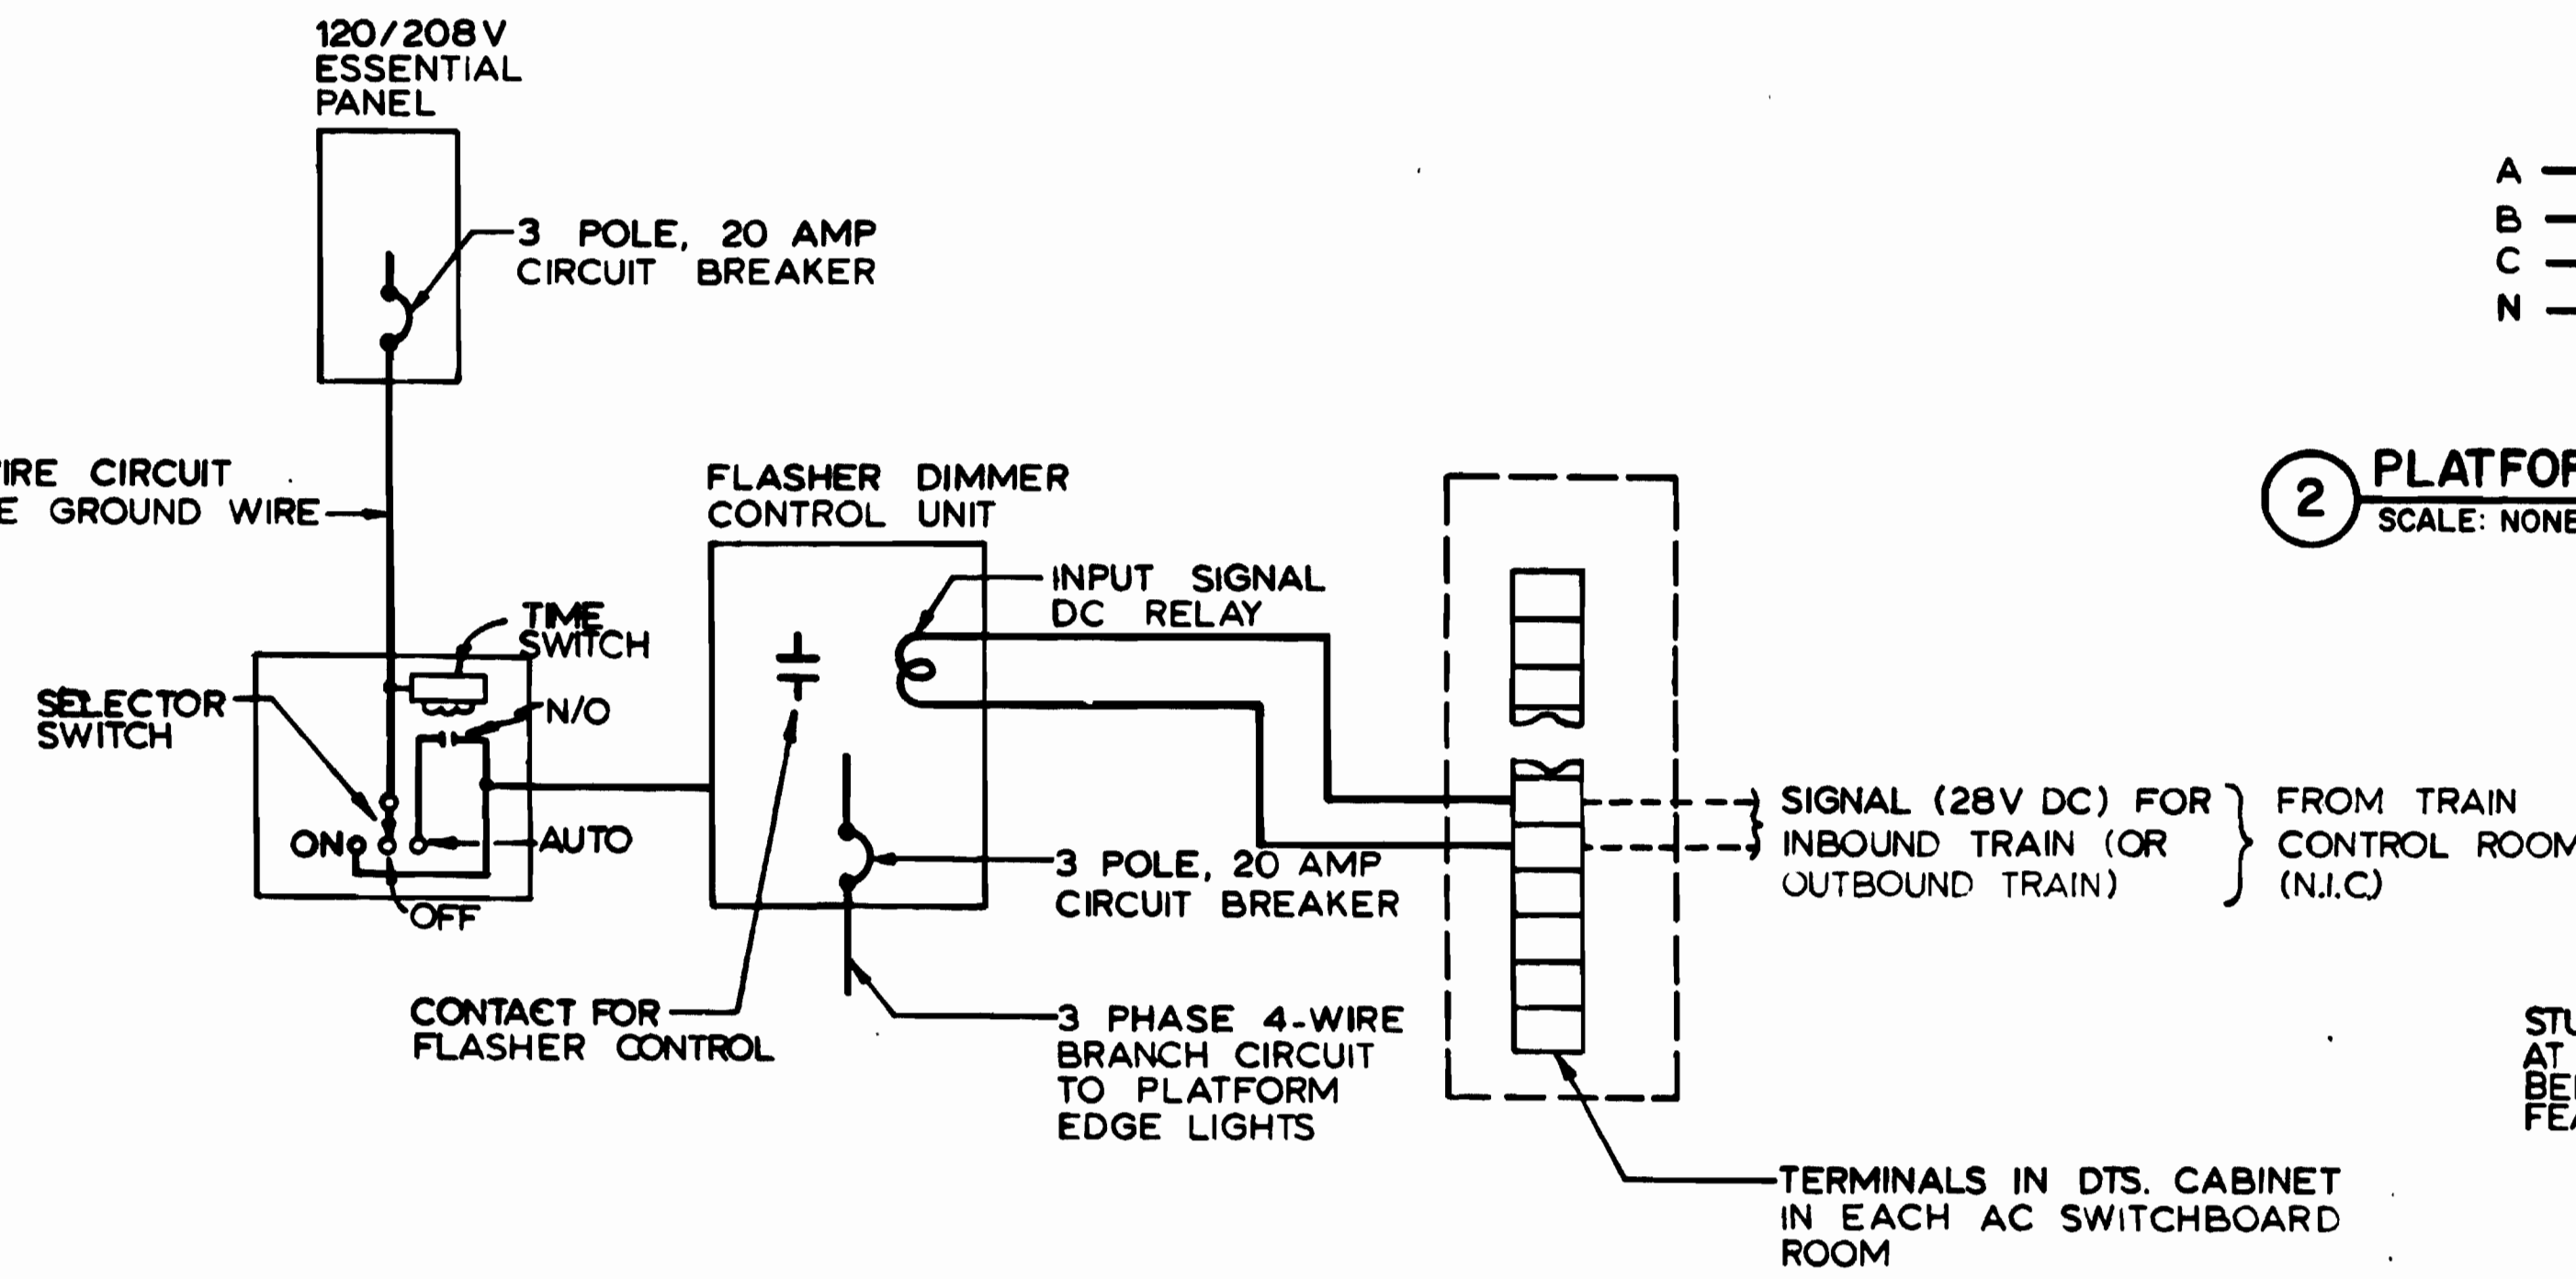 120/208V
ESSENTIAL
PANEL
3 POLE, 20 AMP
CIRCUIT BREAKER
A
B
C
N
CIRCUIT
GROUND WIRE
FLASHER DIMMER
CONTROL UNIT
2
SCALE: NONE
INPUT SIGNAL
DC RELAY
TIME
SWITCH
SELECTOR
SWITCH
N/O
ON
AUTO
OFF
3 POLE, 20 AMP
CIRCUIT BREAKER
SIGNAL (28V DC) FOR
INBOUND TRAIN (OR
OUTBOUND TRAIN)
FROM TRAIN
CONTROL ROOM
(N.I.C.)
CONTACT FOR
FLASHER CONTROL
3 PHASE 4-WIRE
BRANCH CIRCUIT
TO PLATFORM
EDGE LIGHTS
AT
TERMINALS IN DTS. CABINET
IN EACH AC SWITCHBOARD
ROOM